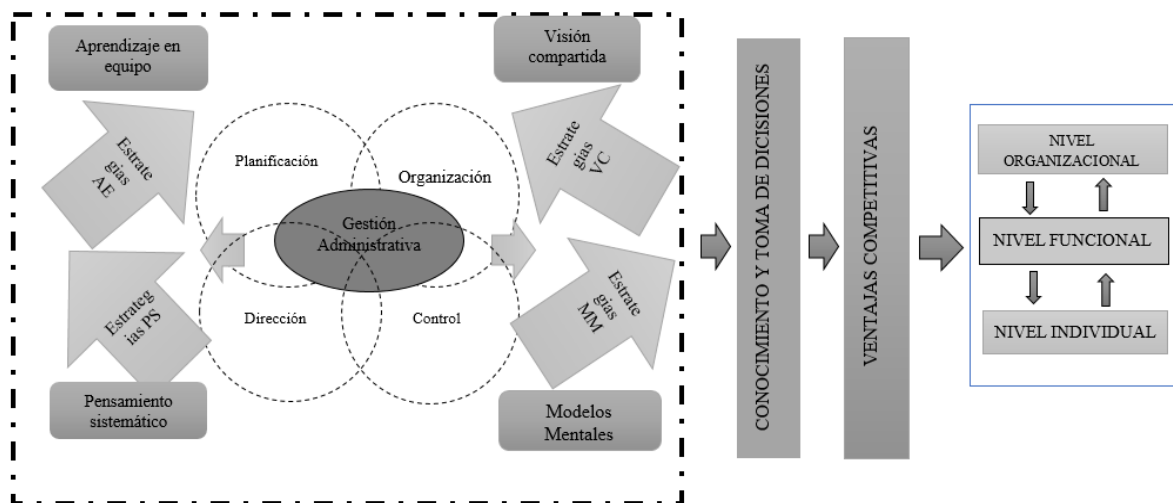 Aprendizaje en
equipo
Visión
compartida
Estrate
gias
AE
Planificación
Organización
Estrate
gias
VC
Gestión
Administrativa
Estrateg
ias PS
Dirección
Control
Estrate
gias
MM
Pensamiento
sistemático
Modelos
Mentales
CONOCIMIENTO Y TOMA DE DICISIONES
VENTAJAS COMPETITIVAS
NIVEL
ORGANIZACIONAL
NIVEL FUNCIONAL
NIVEL INDIVIDUAL